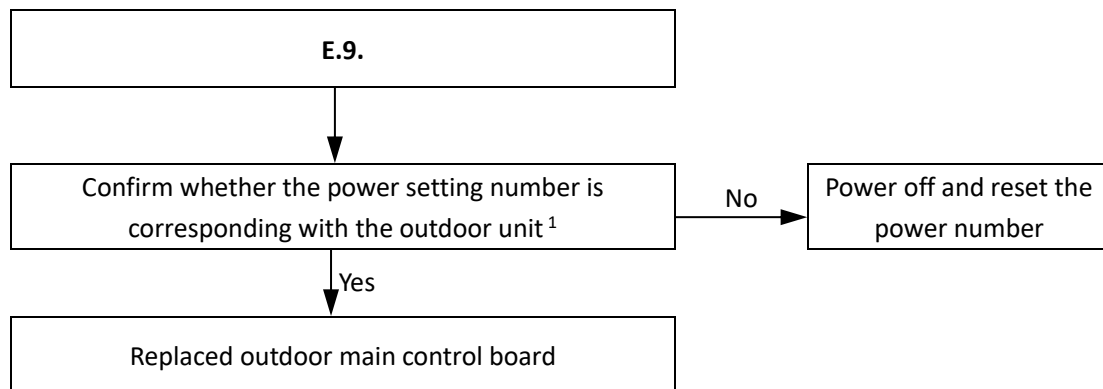 E.9.
Confirm whether the power setting number is
corresponding with the outdoor unit 1
No
Power off and reset the
power number
Yes
Replaced outdoor main control board